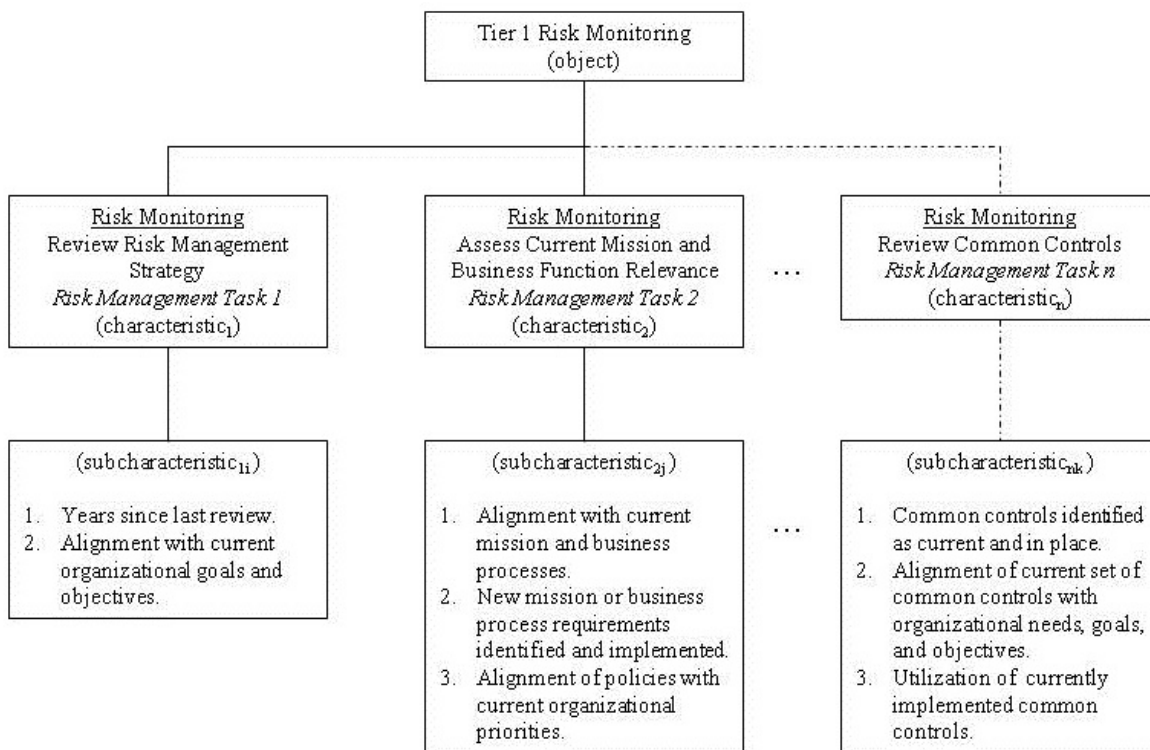 Tier 1 Risk Monitoring
(object)
Risk Monitoring
Review Risk Management
Strategy
Risk Management Task 1
(characteristic₁)
Risk Monitoring
Assess Current Mission and
Business Function Relevance
Risk Management Task 2
(characteristic₂)
...
Risk Monitoring
Review Common Controls
Risk Management Task n
(characteristicₙ)
(subcharacteristic₁ᵢ)
1. Years since last review.
2. Alignment with current
organizational goals and
objectives.
(subcharacteristic₂ⱼ)
1. Alignment with current
mission and business
processes.
2. New mission or business
process requirements
identified and implemented.
3. Alignment of policies with
current organizational
priorities.
...
(subcharacteristicₙₖ)
1. Common controls identified
as current and in place.
2. Alignment of current set of
common controls with
organizational needs, goals,
and objectives.
3. Utilization of currently
implemented common
controls.